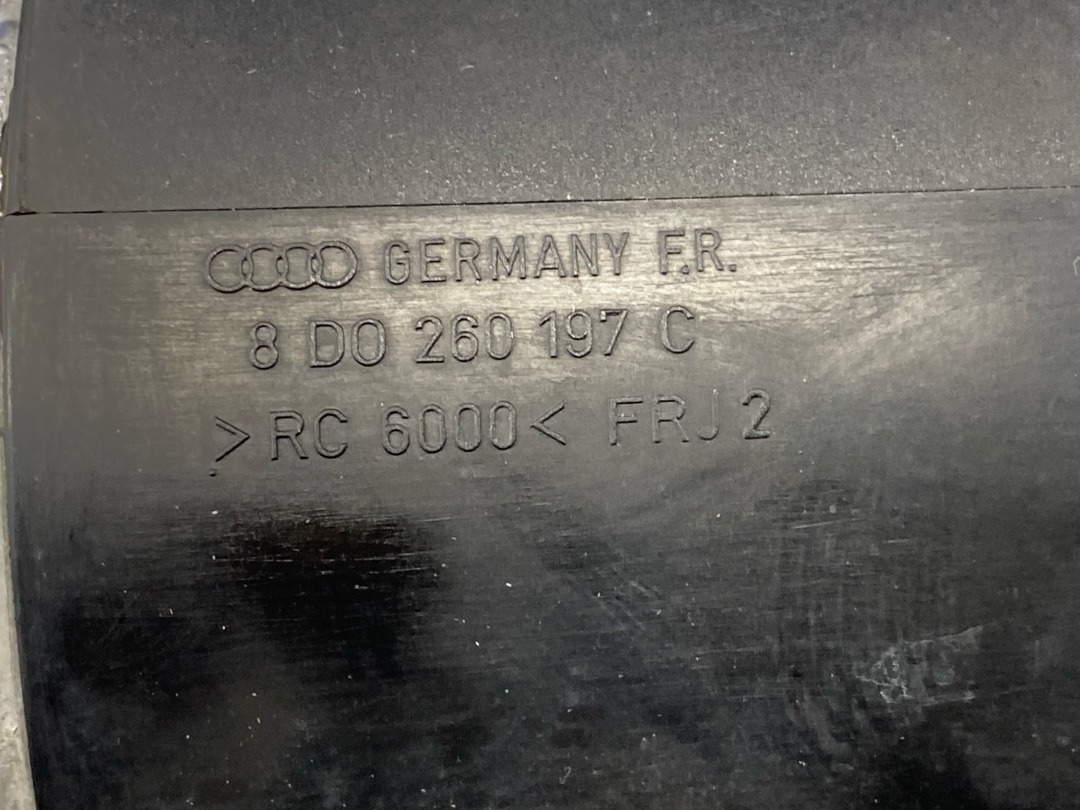 GERMANY F.R.
8 D0 260 197 C
>RC 6000< FRJ 2